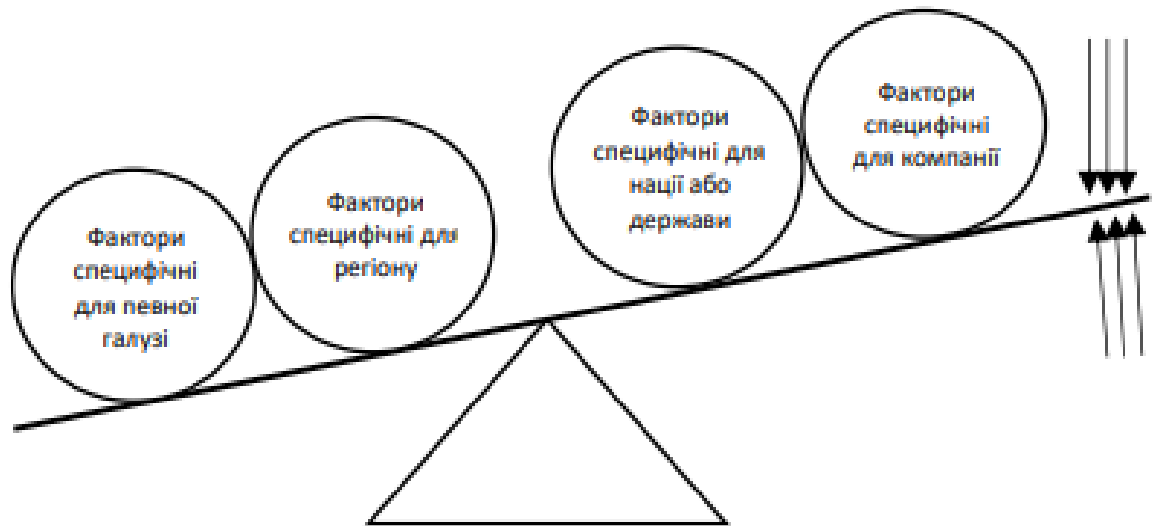 Фактори
специфічні
для певної
галузі
Фактори
специфічні для
регіону
Фактори
специфічні для
нації або
держави
Фактори
специфічні
для компанії